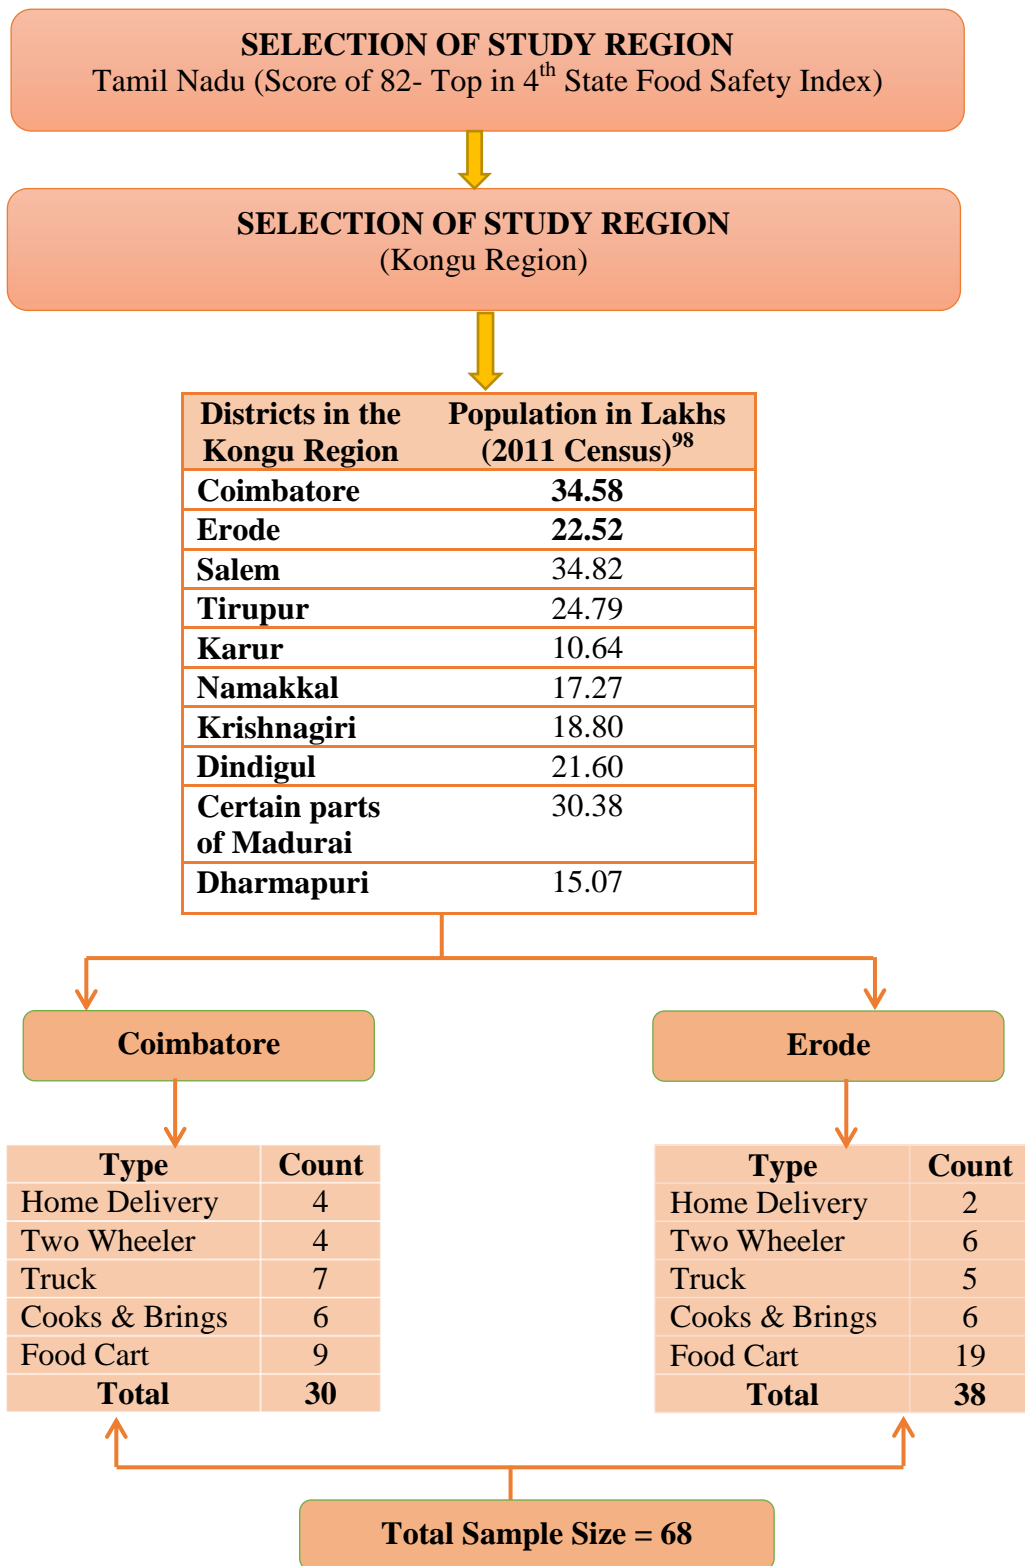 SELECTION OF STUDY REGION
Tamil Nadu (Score of 82- Top in 4th State Food Safety Index)
SELECTION OF STUDY REGION
(Kongu Region)
Districts in the Kongu Region Population in Lakhs (2011 Census)98
Coimbatore 34.58
Erode 22.52
Salem 34.82
Tirupur 24.79
Karur 10.64
Namakkal 17.27
Krishnagiri 18.80
Dindigul 21.60
Certain parts of Madurai 30.38
Dharmapuri 15.07
Coimbatore
Type Count
Home Delivery 4
Two Wheeler 4
Truck 7
Cooks & Brings 6
Food Cart 9
Total 30
Erode
Type Count
Home Delivery 2
Two Wheeler 6
Truck 5
Cooks & Brings 6
Food Cart 19
Total 38
Total Sample Size = 68